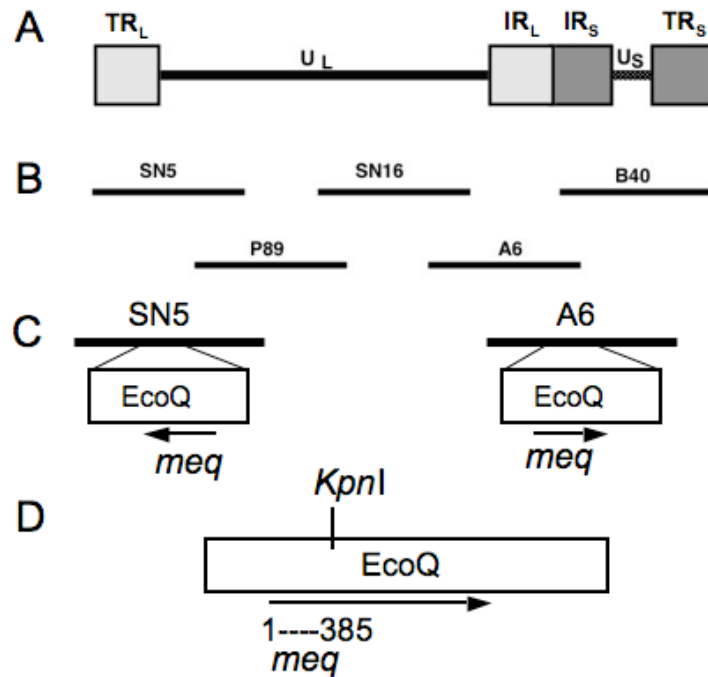 A
TRL UL IRL IRS US TRS
B
SN5 SN16 B40
P89 A6
C
SN5 A6
EcoQ EcoQ
meq meq
KpnI
D
EcoQ
1----385
meq